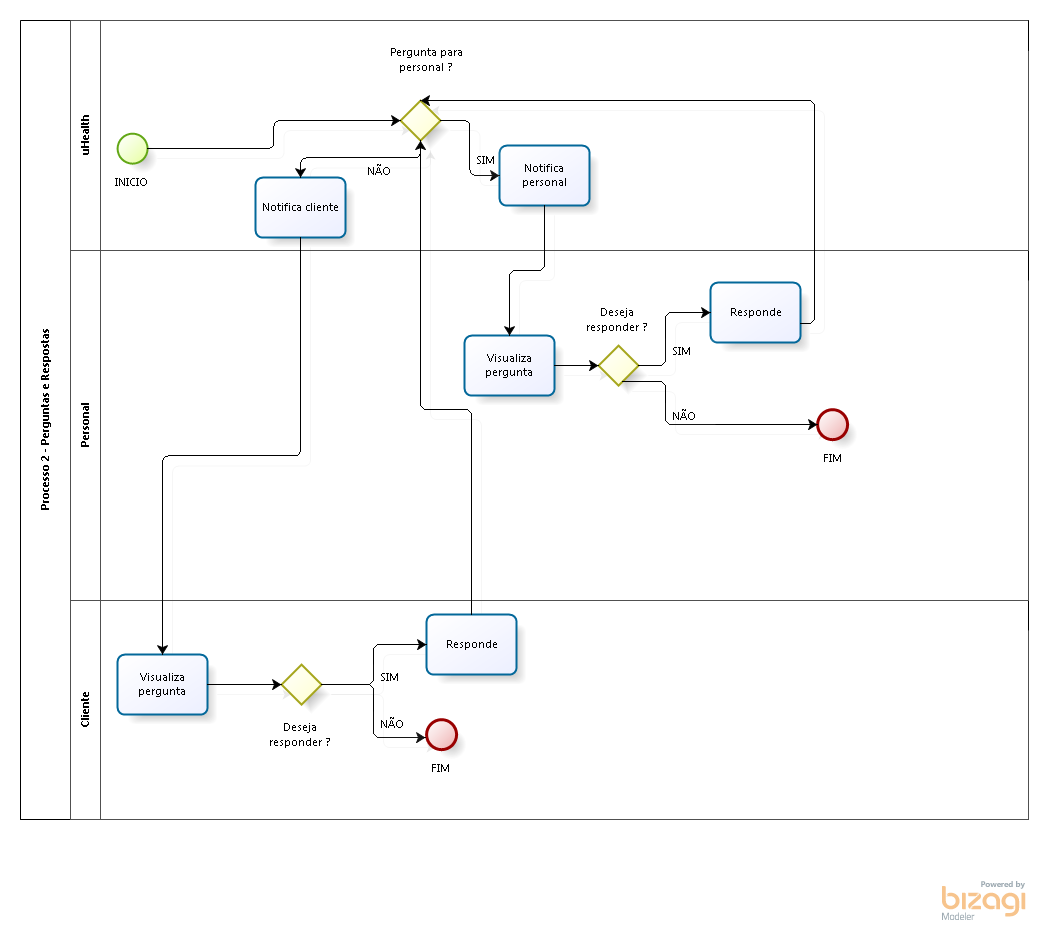 Processo 2 - Perguntas e Respostas
uHealth
Pergunta para
personal ?
INICIO
NÃO
SIM
Notifica cliente
Notifica
personal
Personal
Deseja
responder ?
Responde
SIM
Visualiza
pergunta
NÃO
FIM
Cliente
Responde
Visualiza
pergunta
SIM
NÃO
Deseja
responder ?
FIM
Powered by
bizagi
Modeler